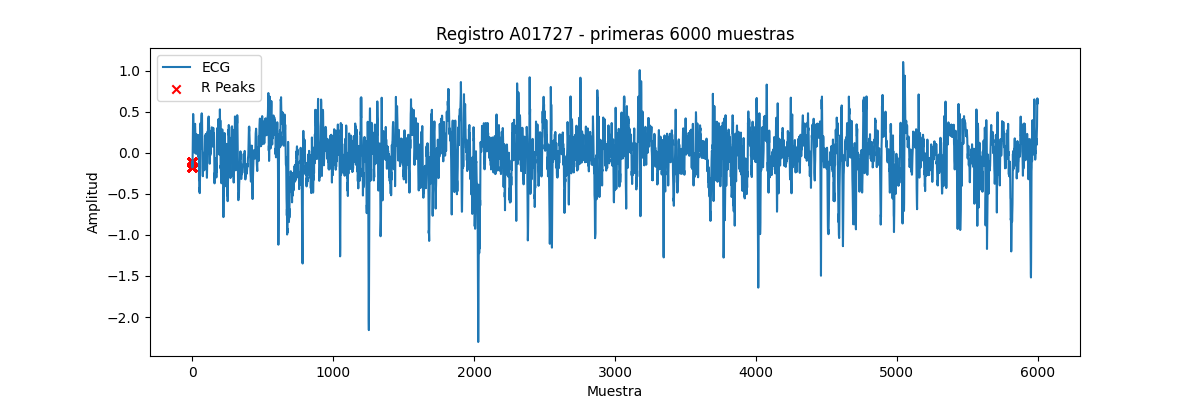 Registro A01727 - primeras 6000 muestras
ECG
R Peaks
1.0
0.5
0.0
−0.5
−1.0
−1.5
−2.0
Amplitud
0 1000 2000 3000 4000 5000 6000
Muestra